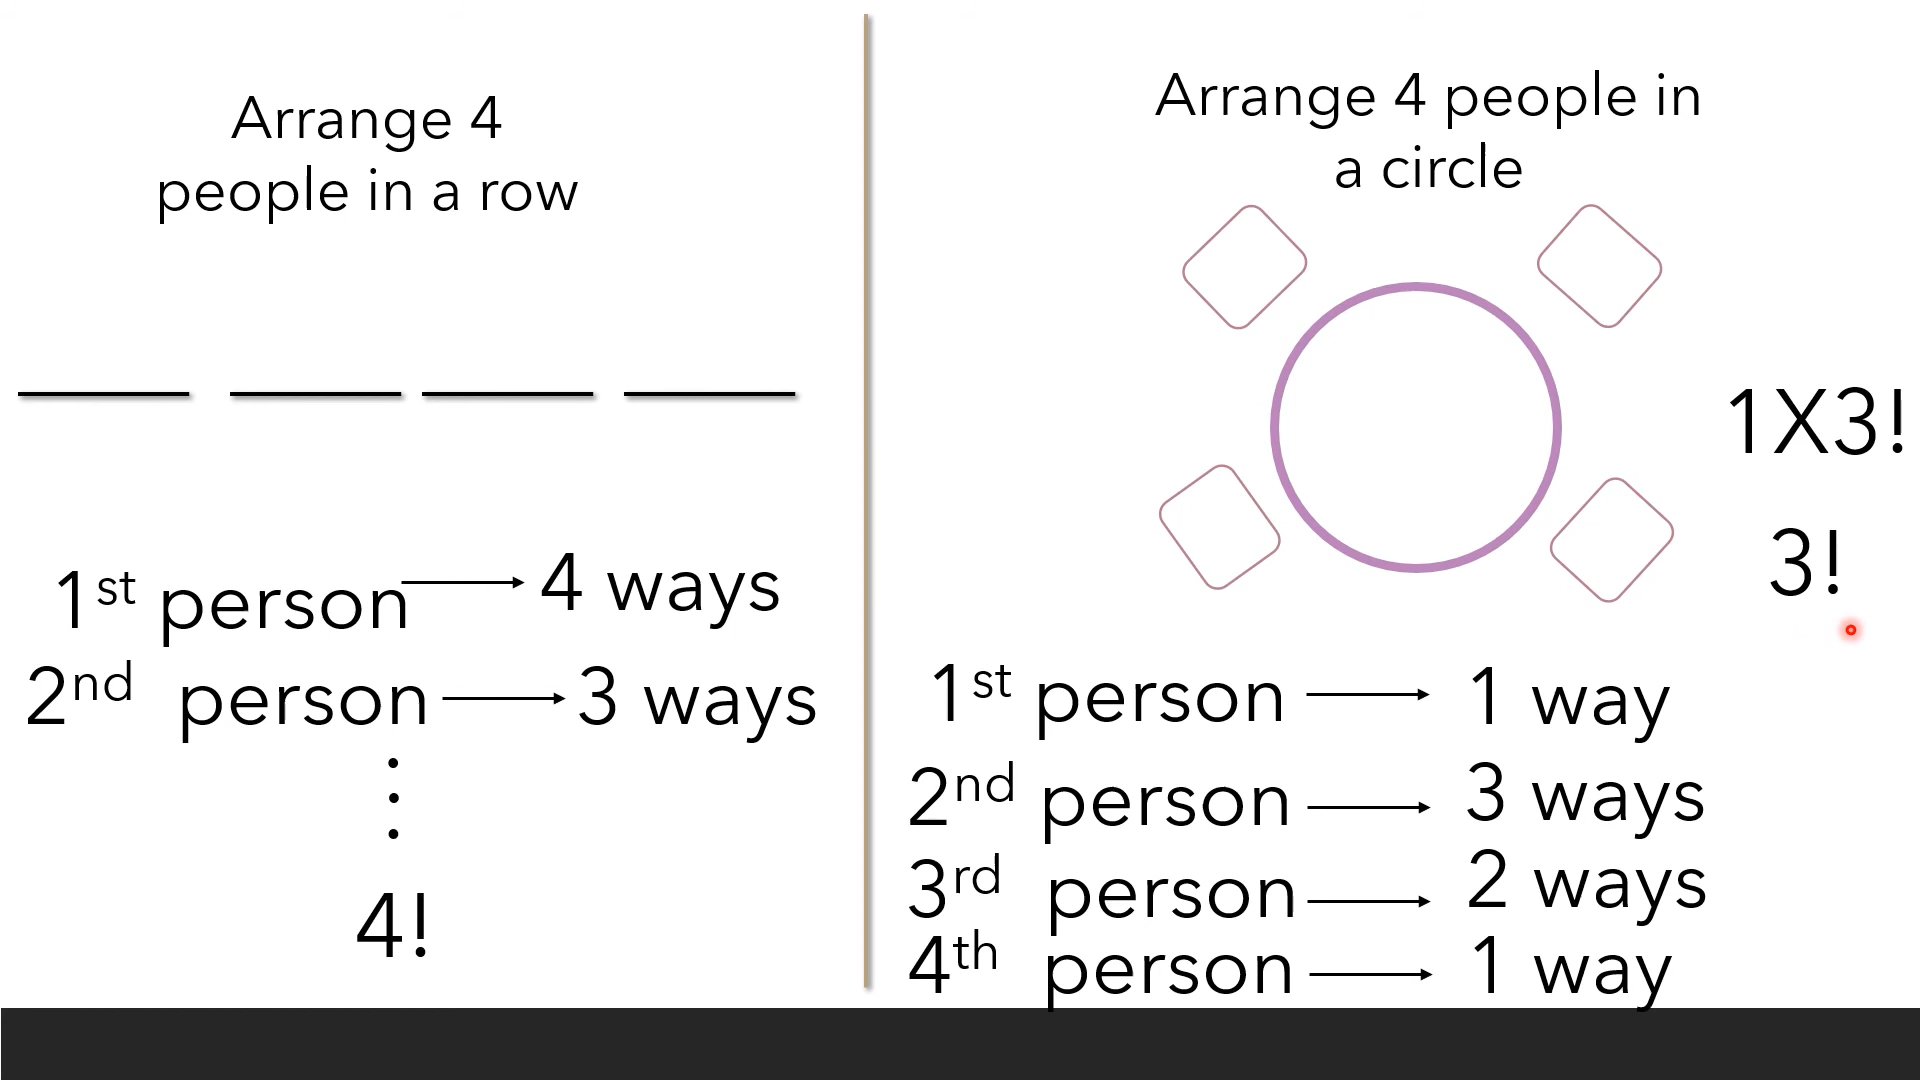 Arrange 4
people in a row
1st person → 4 ways
2nd person → 3 ways
⋮
4!
Arrange 4 people in
a circle
1X3!
3!
1st person → 1 way
2nd person → 3 ways
3rd person → 2 ways
4th person → 1 way